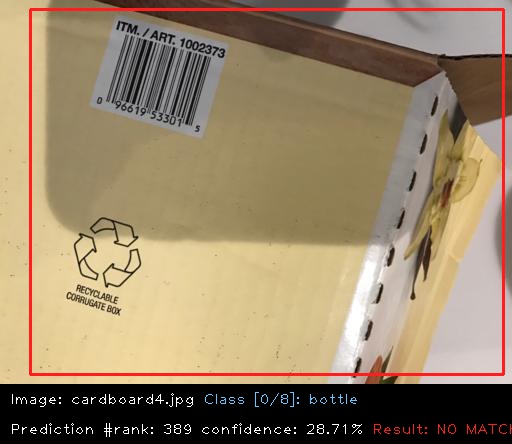 ITM. / ART. 1002373
0 96619 53301 5
RECYCLABLE
CORRUGATE BOX
Image: cardboard4.jpg Class [0/8]: bottle
Prediction #rank: 389 confidence: 28.71% Result: NO MATCH